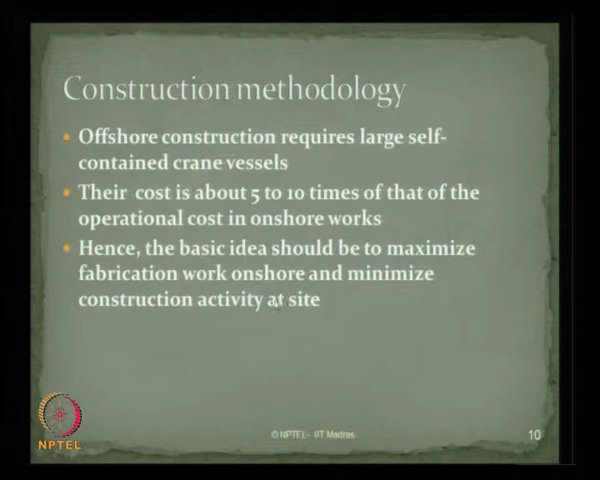 Construction methodology
Offshore construction requires large self-
contained crane vessels
Their cost is about 5 to 10 times of that of the
operational cost in onshore works
Hence, the basic idea should be to maximize
fabrication work onshore and minimize
construction activity at site
NPTEL
© NPTEL - IIT Madras
10